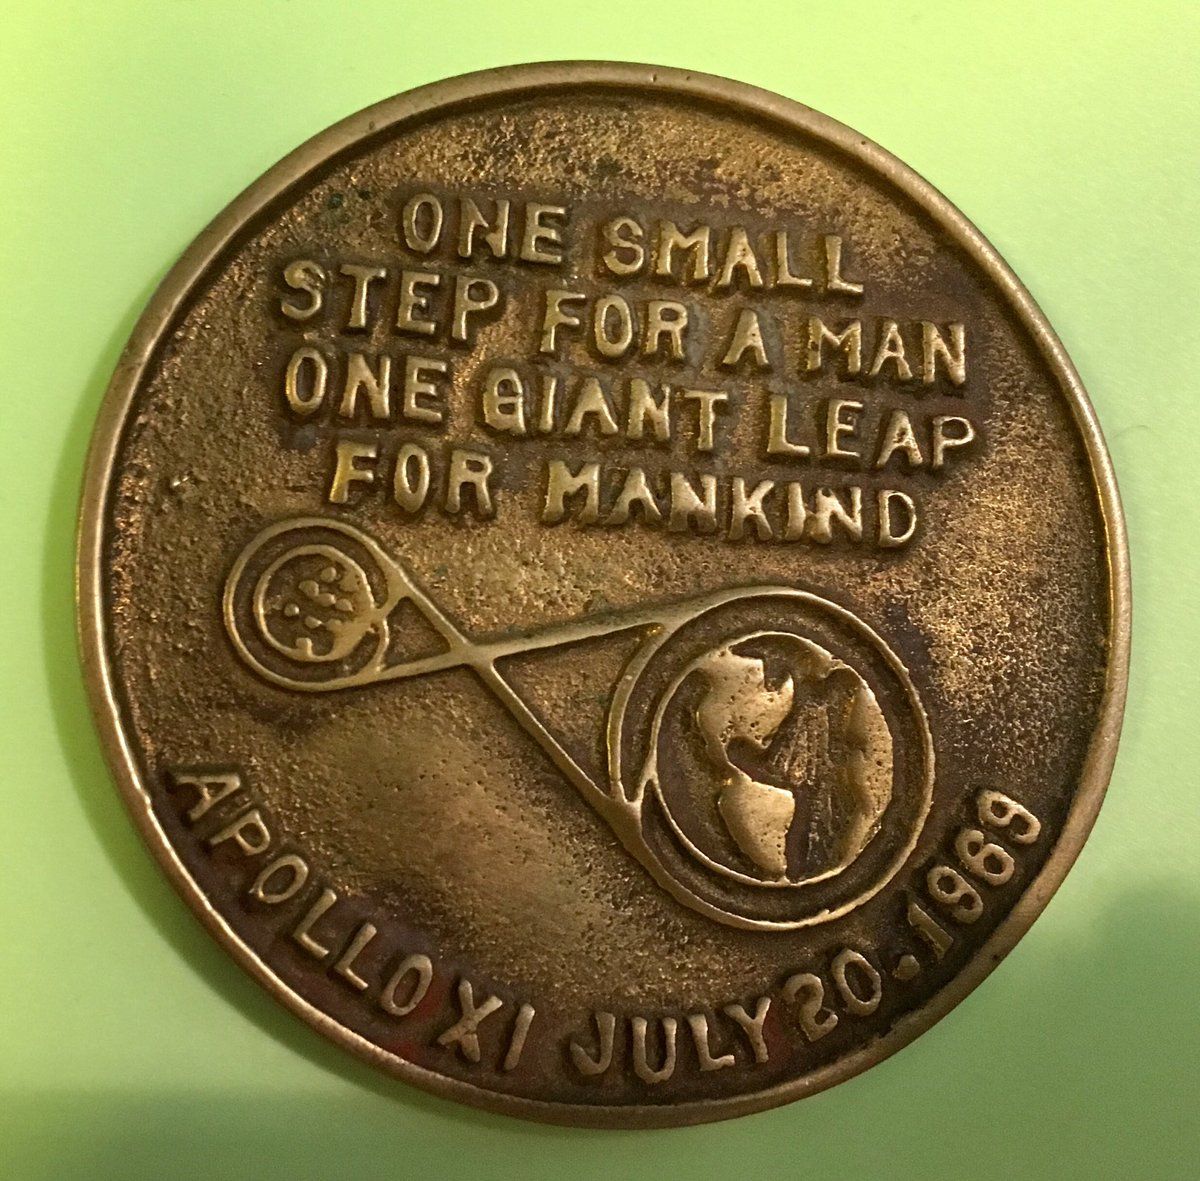 ONE SMALL
STEP FOR A MAN
ONE GIANT LEAP
FOR MANKIND
APOLLO XI JULY 20.1969